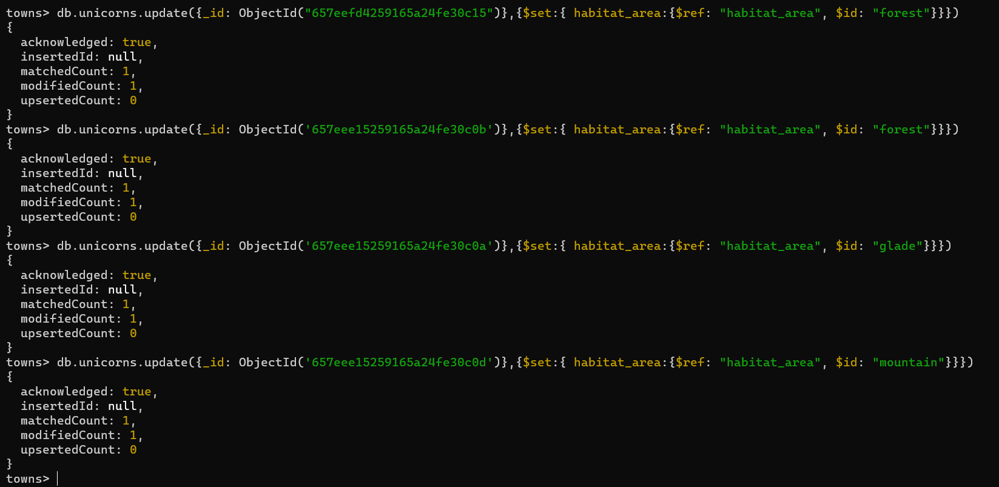 towns> db.unicorns.update({_id: ObjectId("657eefd4259165a24fe30c15")},{$set:{ habitat_area:{$ref: "habitat_area", $id: "forest"}}})
{
  acknowledged: true,
  insertedId: null,
  matchedCount: 1,
  modifiedCount: 1,
  upsertedCount: 0
}
towns> db.unicorns.update({_id: ObjectId('657eee15259165a24fe30c0b')},{$set:{ habitat_area:{$ref: "habitat_area", $id: "forest"}}})
{
  acknowledged: true,
  insertedId: null,
  matchedCount: 1,
  modifiedCount: 1,
  upsertedCount: 0
}
towns> db.unicorns.update({_id: ObjectId('657eee15259165a24fe30c0a')},{$set:{ habitat_area:{$ref: "habitat_area", $id: "glade"}}})
{
  acknowledged: true,
  insertedId: null,
  matchedCount: 1,
  modifiedCount: 1,
  upsertedCount: 0
}
towns> db.unicorns.update({_id: ObjectId('657eee15259165a24fe30c0d')},{$set:{ habitat_area:{$ref: "habitat_area", $id: "mountain"}}})
{
  acknowledged: true,
  insertedId: null,
  matchedCount: 1,
  modifiedCount: 1,
  upsertedCount: 0
}
towns>